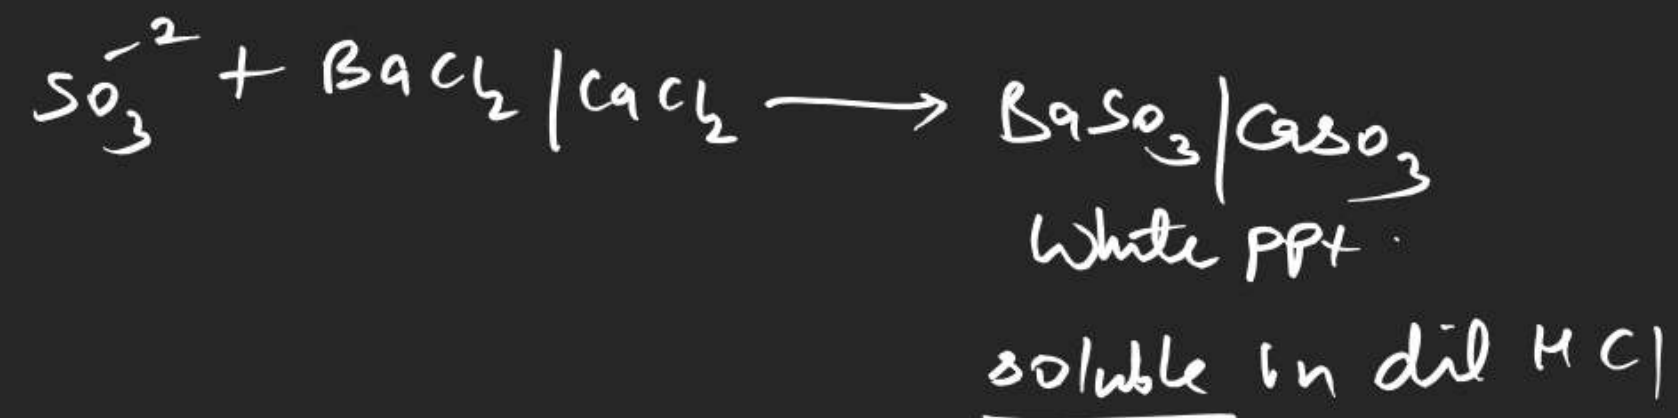 SO₃⁻² + BaCl₂ / CaCl₂ ⟶ BaSO₃ / CaSO₃
White ppt.
soluble in dil HCl